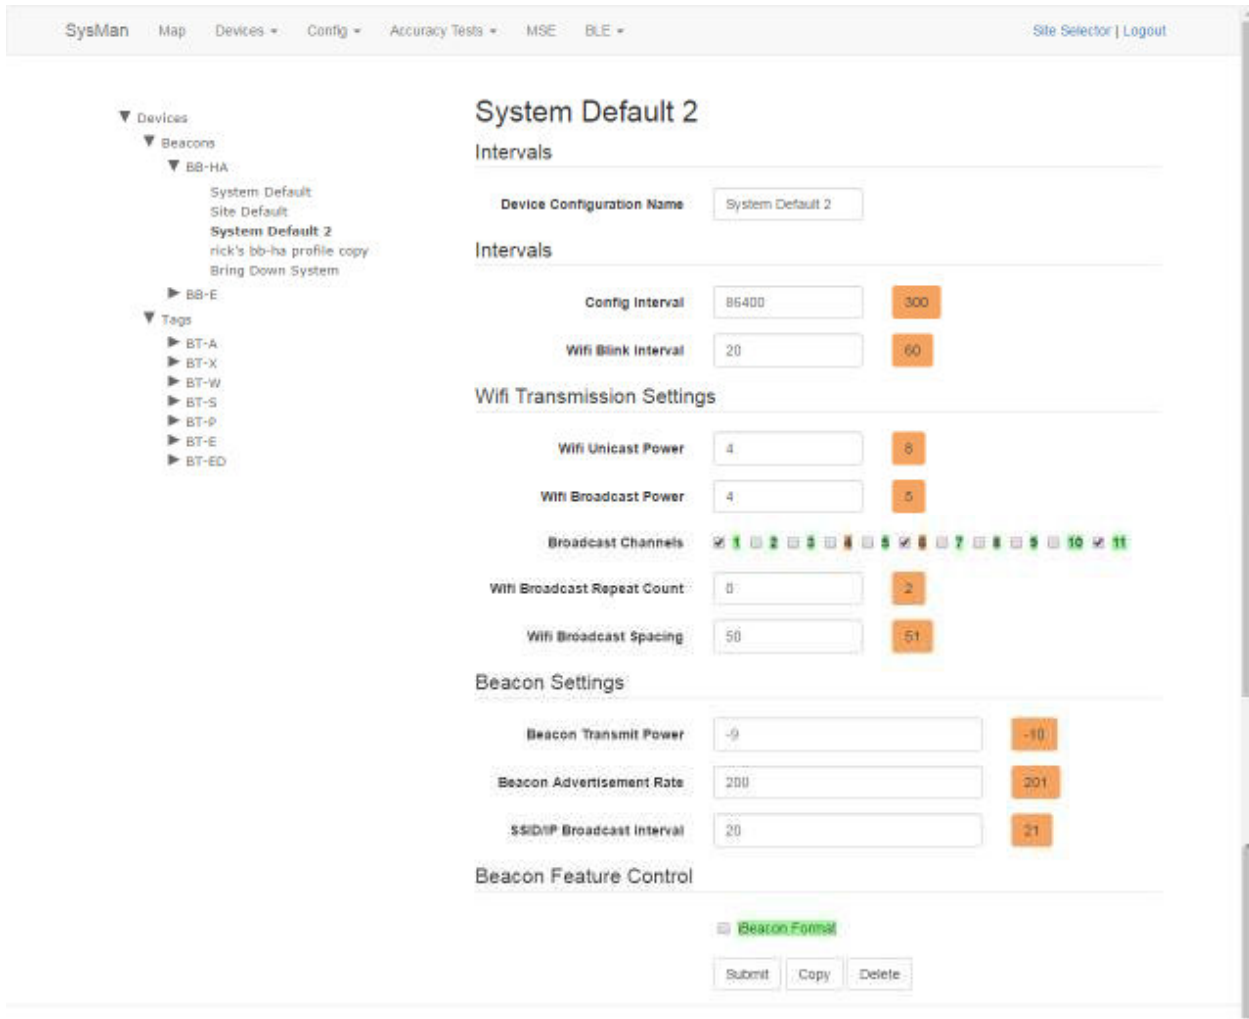 SysMan Map Devices Config Accuracy Tests MSE BLE Site Selector | Logout
Devices
Beacons
BB-HA
System Default
Site Default
System Default 2
rick's bb-ha profile copy
Bring Down System
BB-E
Tags
BT-A
BT-X
BT-W
BT-S
BT-P
BT-E
BT-ED
System Default 2
Intervals
Device Configuration Name System Default 2
Intervals
Config Interval 86400 300
Wifi Blink Interval 20 60
Wifi Transmission Settings
Wifi Unicast Power 4
Wifi Broadcast Power 4 5
Broadcast Channels 1 2 3 4 5 6 7 8 9 10 11
Wifi Broadcast Repeat Count 2
Wifi Broadcast Spacing 50 51
Beacon Settings
Beacon Transmit Power -9 -10
Beacon Advertisement Rate 200 201
SSID/IP Broadcast Interval 20 21
Beacon Feature Control
iBeacon Format
Submit Copy Delete